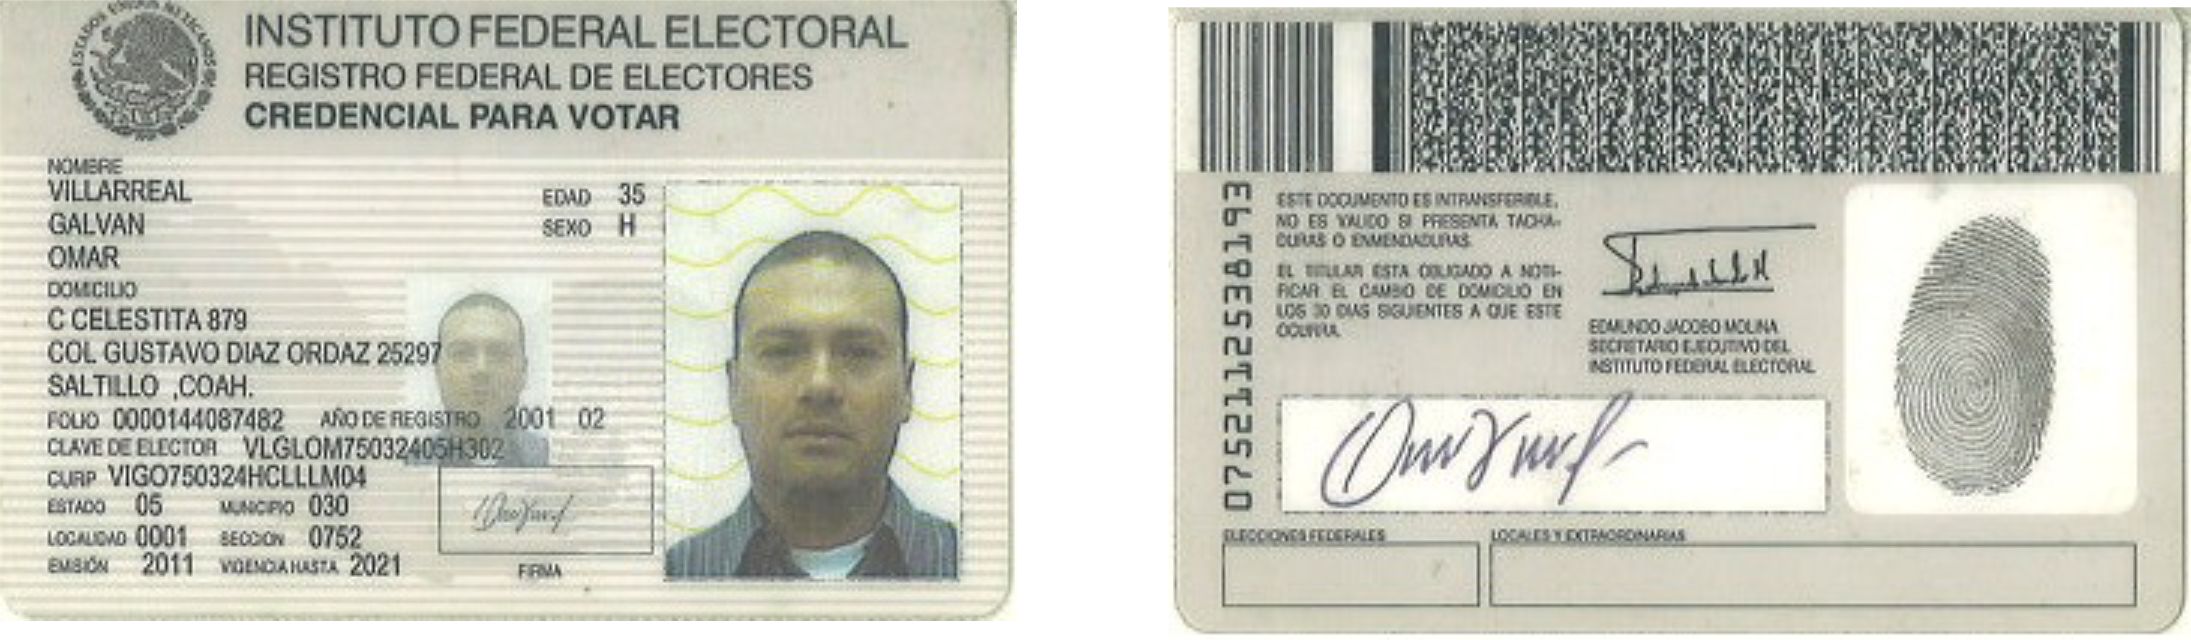 ESTADOS UNIDOS MEXICANOS
INSTITUTO FEDERAL ELECTORAL
REGISTRO FEDERAL DE ELECTORES
CREDENCIAL PARA VOTAR
NOMBRE
VILLARREAL
GALVAN
OMAR
EDAD 35
SEXO H
DOMICILIO
C CELESTITA 879
COL GUSTAVO DIAZ ORDAZ 25297
SALTILLO ,COAH.
FOLIO 0000144087482 AÑO DE REGISTRO 2001 02
CLAVE DE ELECTOR VLGLOM75032405H302
CURP VIGO750324HCLLLM04
ESTADO 05 MUNICIPIO 030
LOCALIDAD 0001 SECCION 0752
EMISIÓN 2011 VIGENCIA HASTA 2021
FIRMA
0752112538193
ESTE DOCUMENTO ES INTRANSFERIBLE,
NO ES VALIDO SI PRESENTA TACHA-
DURAS O ENMENDADURAS.
EL TITULAR ESTA OBLIGADO A NOTI-
FICAR EL CAMBIO DE DOMICILIO EN
LOS 30 DIAS SIGUIENTES A QUE ESTE
OCURRA.
EDMUNDO JACOBO MOLINA
SECRETARIO EJECUTIVO DEL
INSTITUTO FEDERAL ELECTORAL
ELECCIONES FEDERALES
LOCALES Y EXTRAORDINARIAS